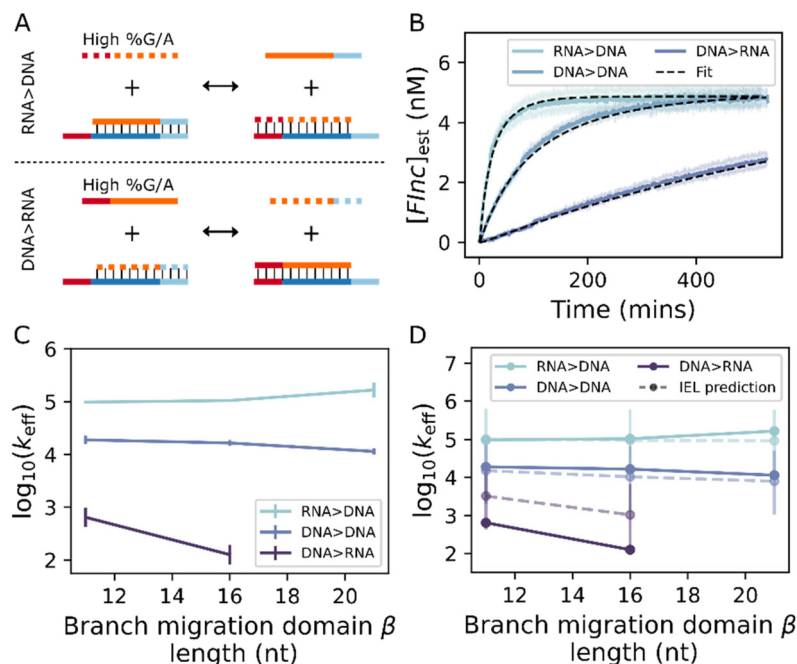 A
High %G/A
RNA>DNA
High %G/A
DNA>RNA
B
[FInc]est (nM)
6
4
2
0
RNA>DNA
DNA>DNA
DNA>RNA
Fit
0
200
400
Time (mins)
C
log10(keff)
6
5
4
3
2
RNA>DNA
DNA>DNA
DNA>RNA
12
14
16
18
20
Branch migration domain β
length (nt)
D
log10(keff)
7
6
5
4
3
2
RNA>DNA
DNA>DNA
DNA>RNA
IEL prediction
12
14
16
18
20
Branch migration domain β
length (nt)